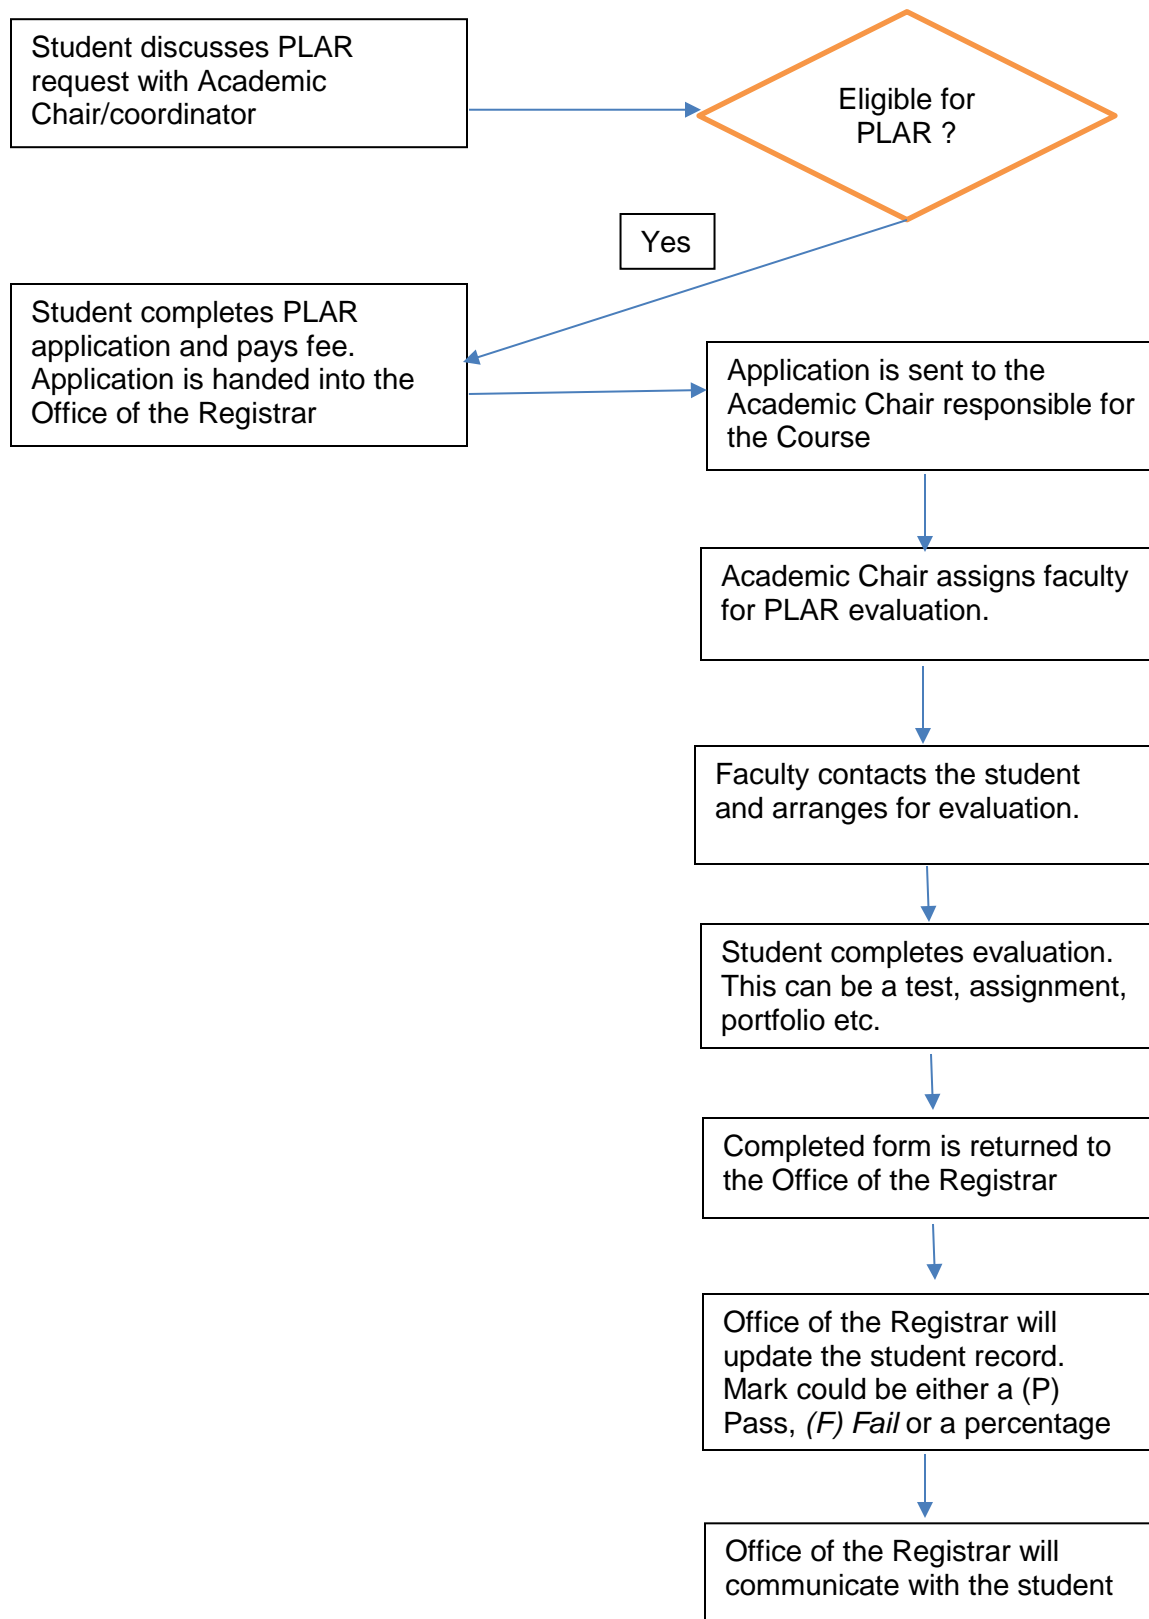 Student discusses PLAR
request with Academic
Chair/coordinator
Eligible for
PLAR ?
Yes
Student completes PLAR
application and pays fee.
Application is handed into the
Office of the Registrar
Application is sent to the
Academic Chair responsible for
the Course
Academic Chair assigns faculty
for PLAR evaluation.
Faculty contacts the student
and arranges for evaluation.
Student completes evaluation.
This can be a test, assignment,
portfolio etc.
Completed form is returned to
the Office of the Registrar
Office of the Registrar will
update the student record.
Mark could be either a (P)
Pass, (F) Fail or a percentage
Office of the Registrar will
communicate with the student